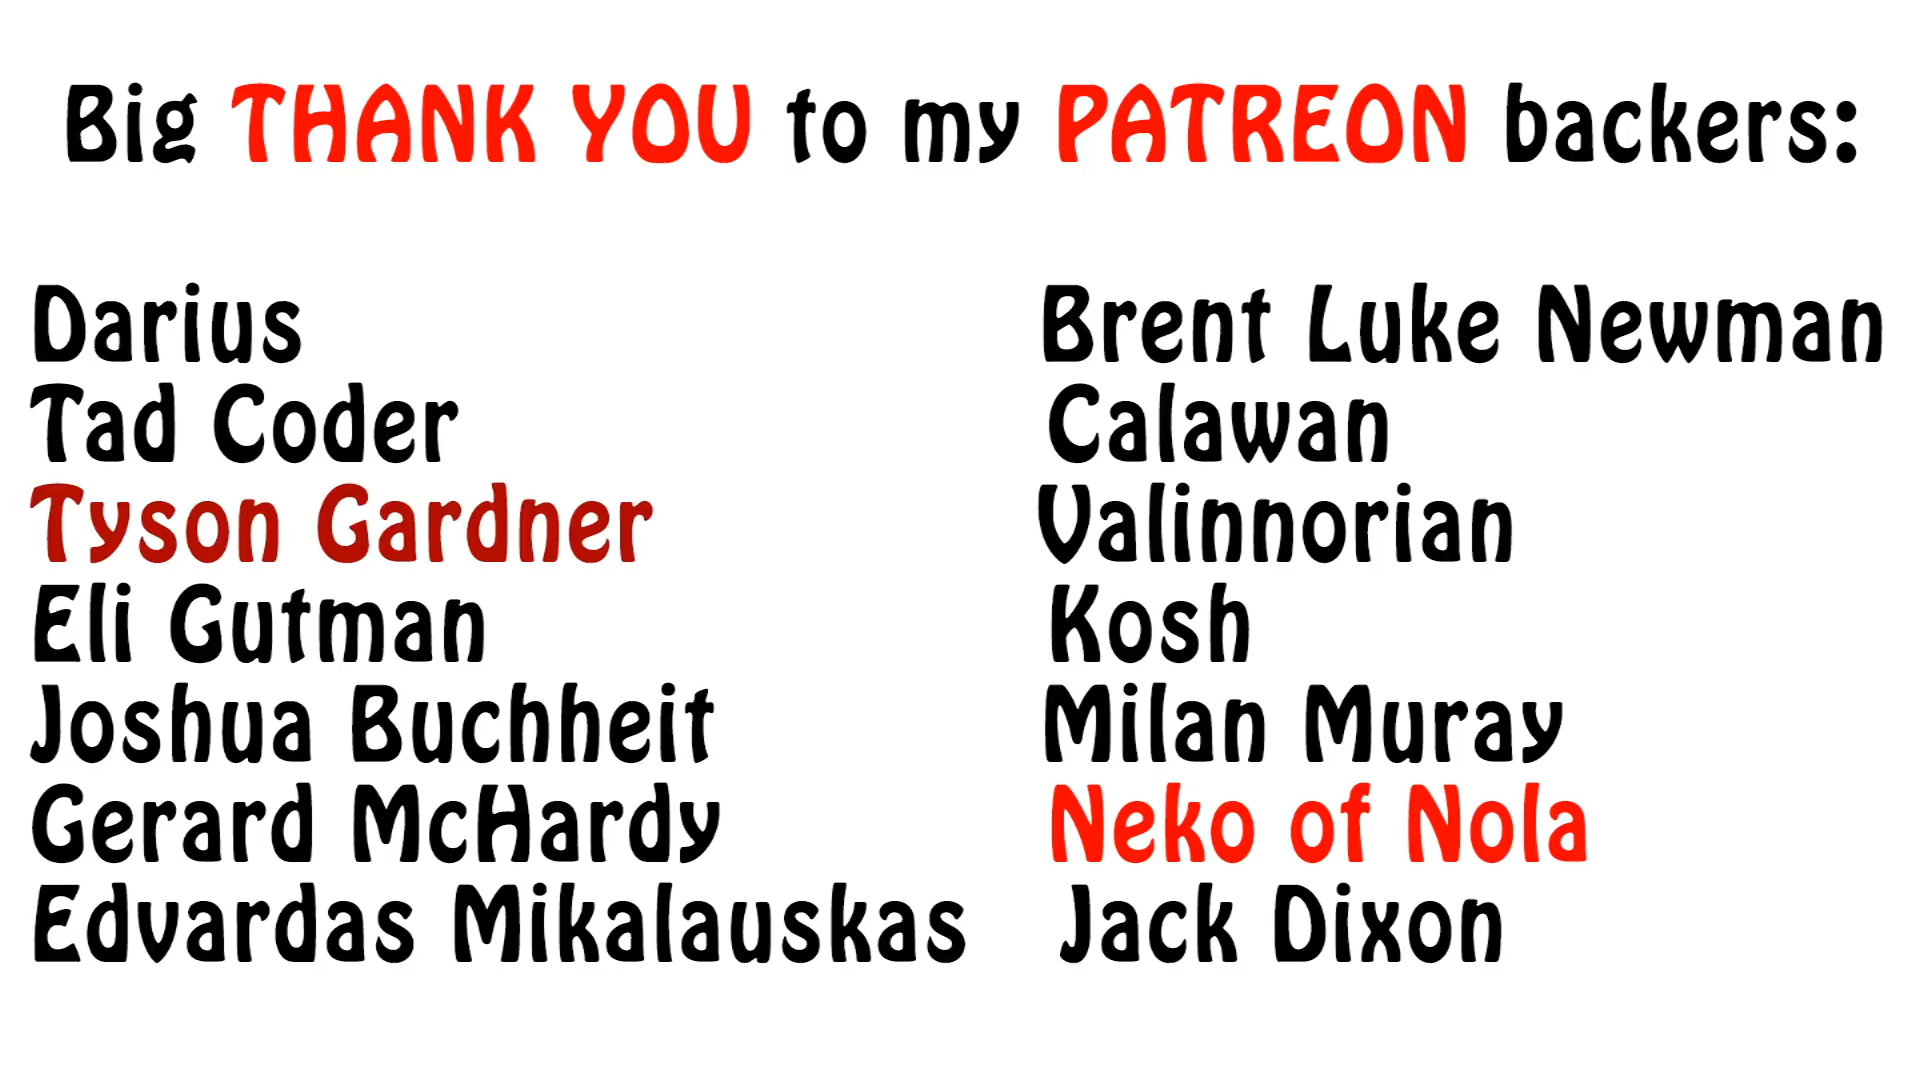 Big THANK YOU to my PATREON backers:
Darius
Tad Coder
Tyson Gardner
Eli Gutman
Joshua Buchheit
Gerard McHardy
Edvardas Mikalauskas
Brent Luke Newman
Calawan
Valinnorian
Kosh
Milan Muray
Neko of Nola
Jack Dixon